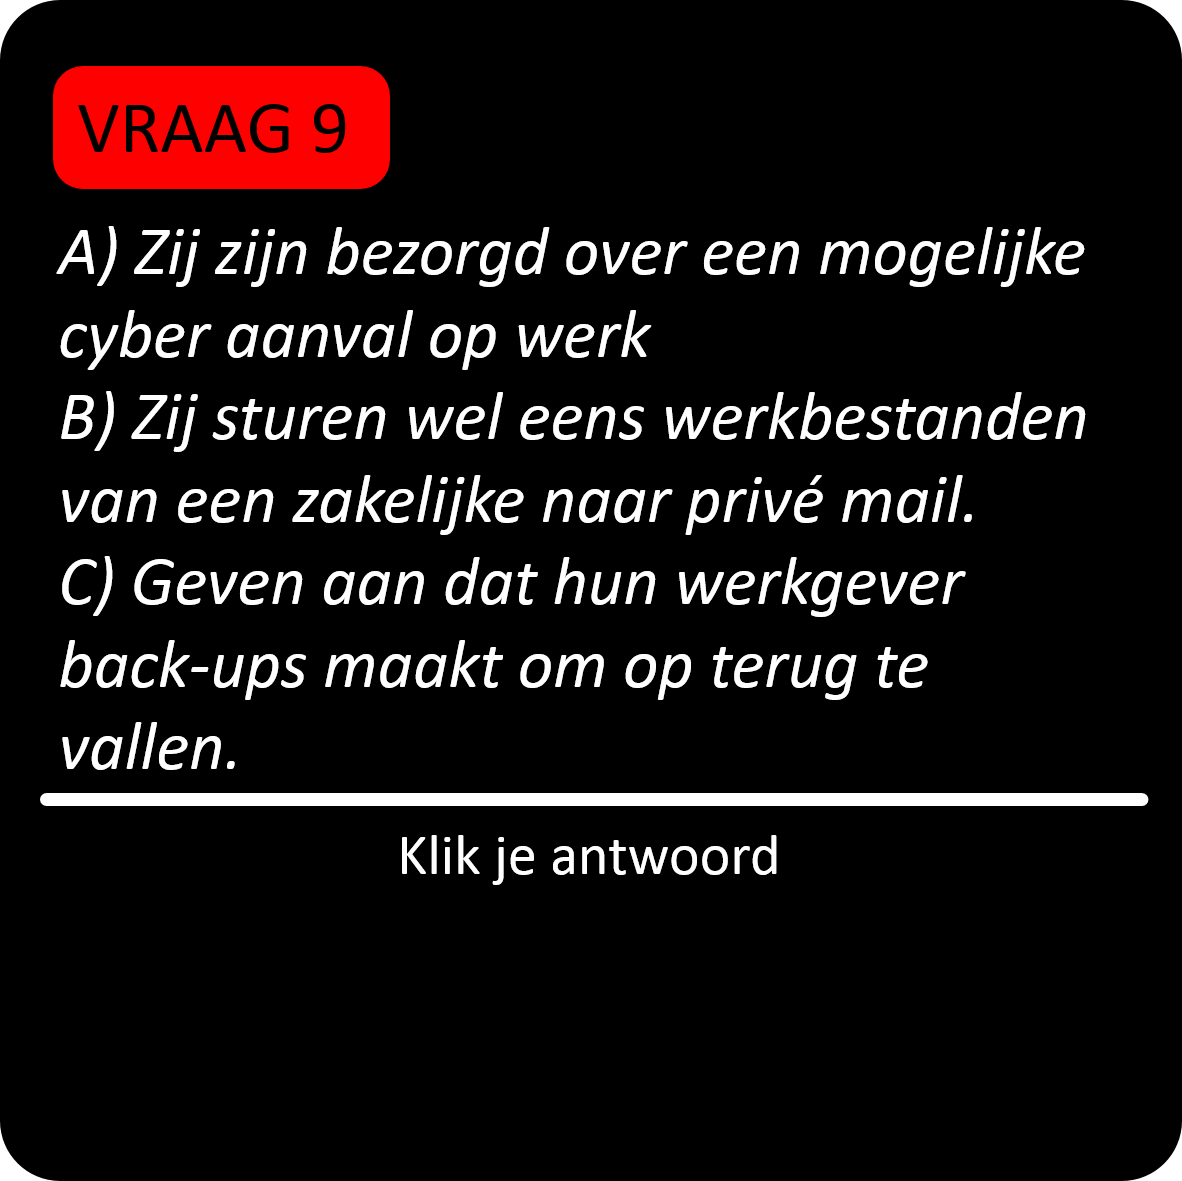 VRAAG 9
A) Zij zijn bezorgd over een mogelijke
cyber aanval op werk
B) Zij sturen wel eens werkbestanden
van een zakelijke naar privé mail.
C) Geven aan dat hun werkgever
back-ups maakt om op terug te
vallen.
Klik je antwoord